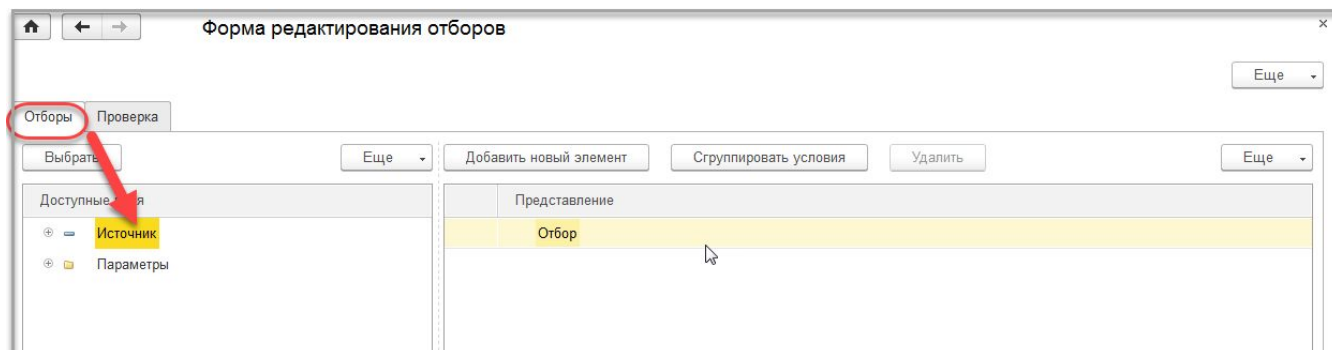 Форма редактирования отборов
Еще
Отборы Проверка
Выбрать Еще Добавить новый элемент Сгруппировать условия Удалить Еще
Доступные Представление
Источник Отбор
Параметры